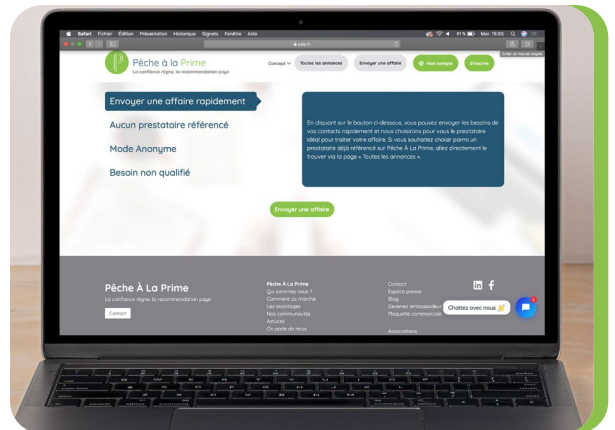 Safari Fichier Édition Présentation Historique Signets Fenêtre Aide
81% Mer. 15:55
Pêche à la Prime
La confiance règne, la recommandation paye
Concept
Toutes les annonces
Envoyer une affaire
Mon compte
S'inscrire
Envoyer une affaire rapidement
Aucun prestataire référencé
Mode Anonyme
Besoin non qualifié
En cliquant sur le bouton ci-dessous, vous pouvez envoyer les besoins de
vos contacts rapidement et nous choisirons pour vous le prestataire
idéal pour traiter votre affaire. Si vous souhaitez choisir parmi un
prestataire déjà référencé sur Pêche À La Prime, allez directement le
trouver via la page « Toutes les annonces ».
Envoyer une affaire
Pêche À La Prime
La confiance règne, la recommandation paye
Contact
Pêche À La Prime
Qui sommes nous ?
Comment ça marche
Les avantages
Nos communautés
Astuces
On parle de nous
Contact
Espace presse
Blog
Devenez ambassadeur
Plaquette commerciale
Associations
in f
Chattez avec nous